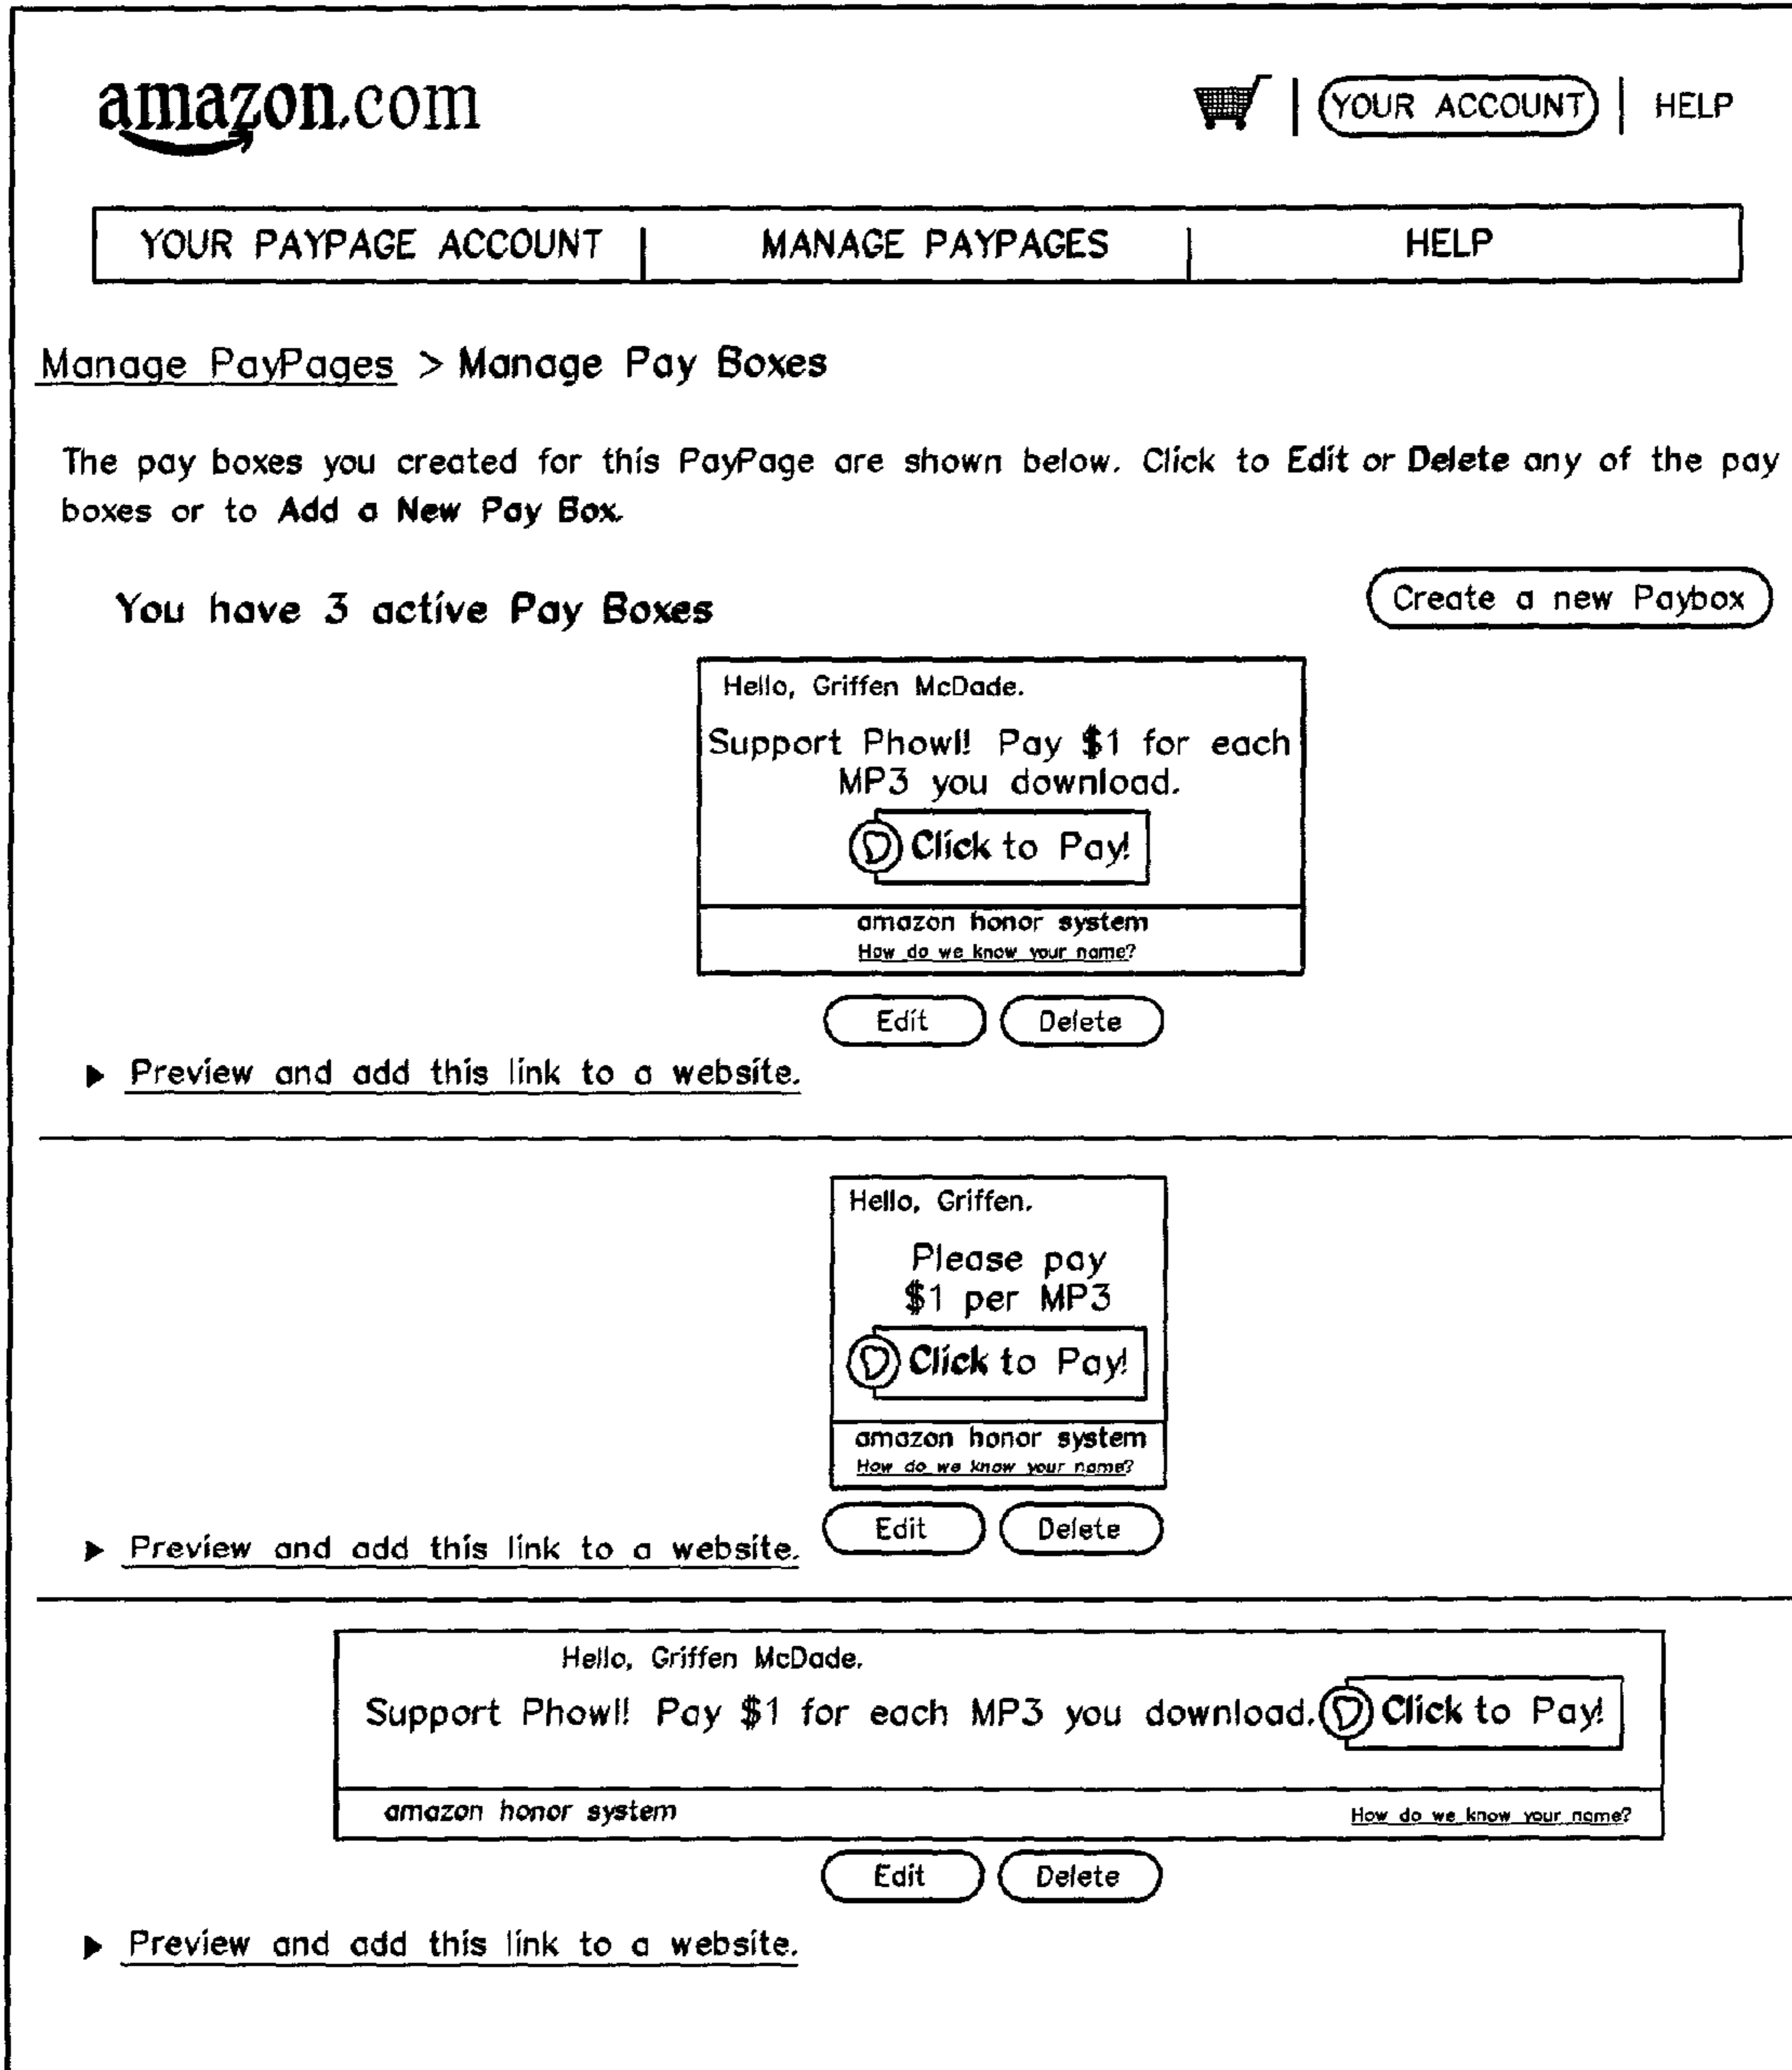 amazon.com
YOUR ACCOUNT | HELP
YOUR PAYPAGE ACCOUNT | MANAGE PAYPAGES | HELP
Manage PayPages > Manage Pay Boxes
The pay boxes you created for this PayPage are shown below. Click to Edit or Delete any of the pay
boxes or to Add a New Pay Box.
You have 3 active Pay Boxes
Create a new Paybox
Hello, Griffen McDade.
Support Phowl!! Pay $1 for each
MP3 you download.
Click to Pay!
amazon honor system
How do we know your name?
Edit Delete
Preview and add this link to a website.
Hello, Griffen.
Please pay
$1 per MP3
Click to Pay!
amazon honor system
How do we know your name?
Edit Delete
Preview and add this link to a website.
Hello, Griffen McDade.
Support Phowl!! Pay $1 for each MP3 you download. Click to Pay!
amazon honor system How do we know your name?
Edit Delete
Preview and add this link to a website.